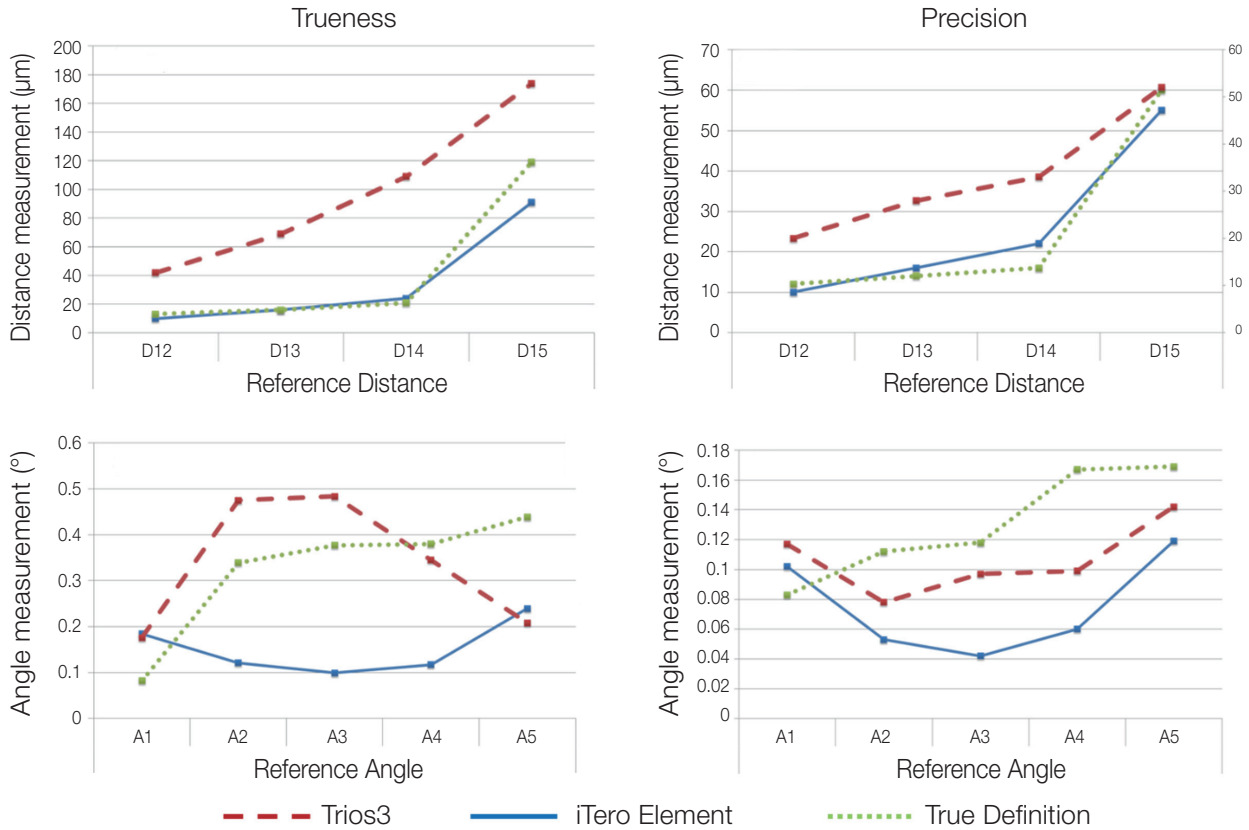 Trueness
Distance measurement (µm)
200
180
160
140
120
100
80
60
40
20
0
D12 D13 D14 D15
Reference Distance
Precision
Distance measurement (µm)
70
60
50
40
30
20
10
0
60
50
40
30
20
10
0
D12 D13 D14 D15
Reference Distance
Angle measurement (°)
0.6
0.5
0.4
0.3
0.2
0.1
0
A1 A2 A3 A4 A5
Reference Angle
Angle measurement (°)
0.18
0.16
0.14
0.12
0.1
0.08
0.06
0.04
0.02
0
A1 A2 A3 A4 A5
Reference Angle
Trios3 iTero Element True Definition